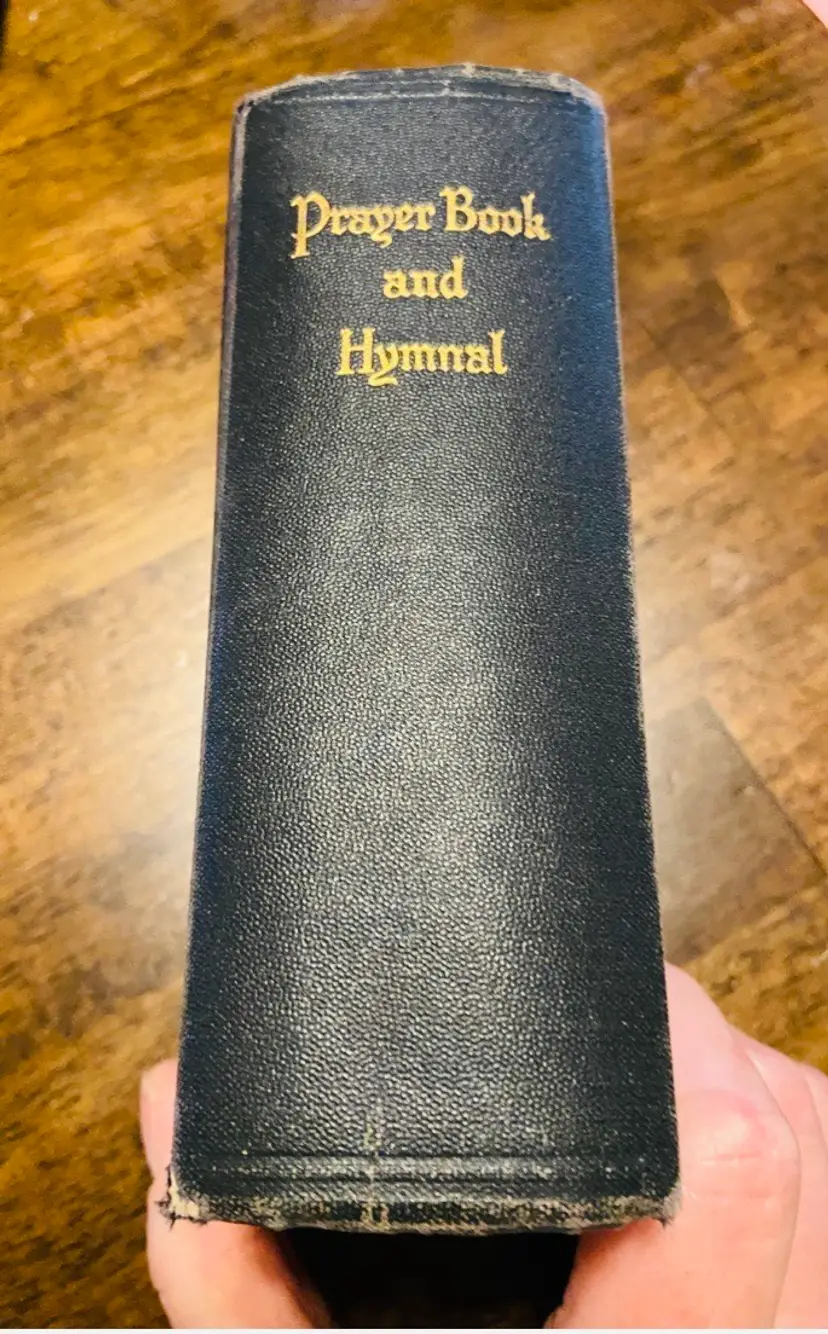 Prayer Book
and
Hymnal